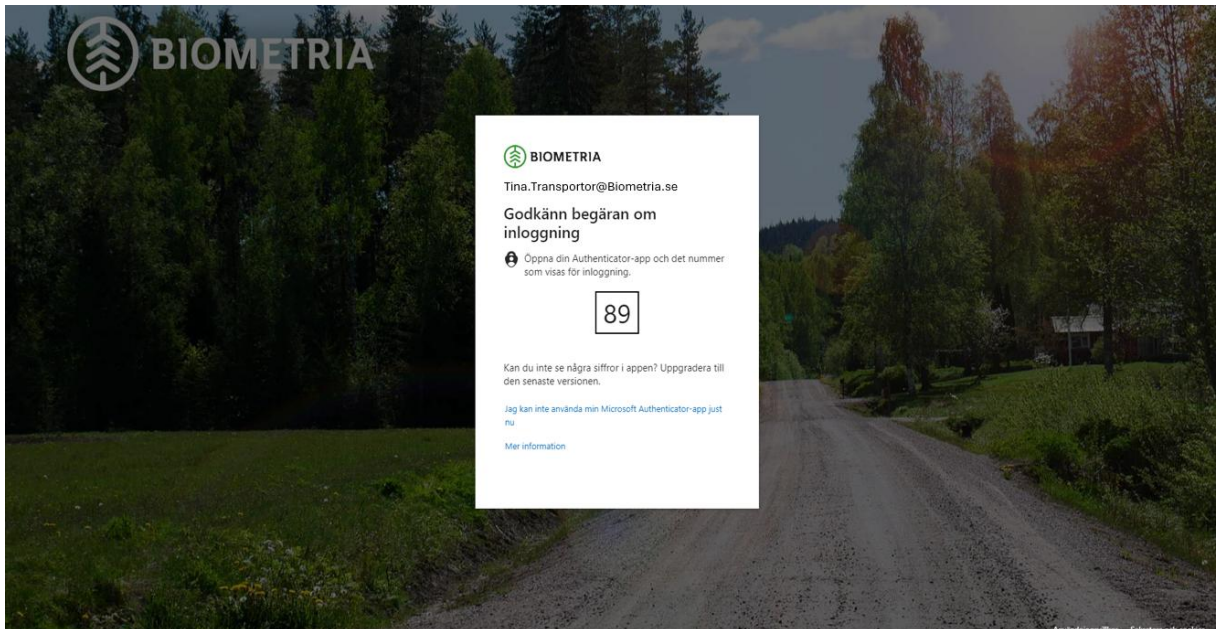 BIOMETRIA
BIOMETRIA
Tina.Transportor@Biometria.se
Godkänn begäran om
inloggning
Öppna din Authenticator-app och det nummer
som visas för inloggning.
89
Kan du inte se några siffror i appen? Uppgradera till
den senaste versionen.
Jag kan inte använda min Microsoft Authenticator-app just
nu
Mer information